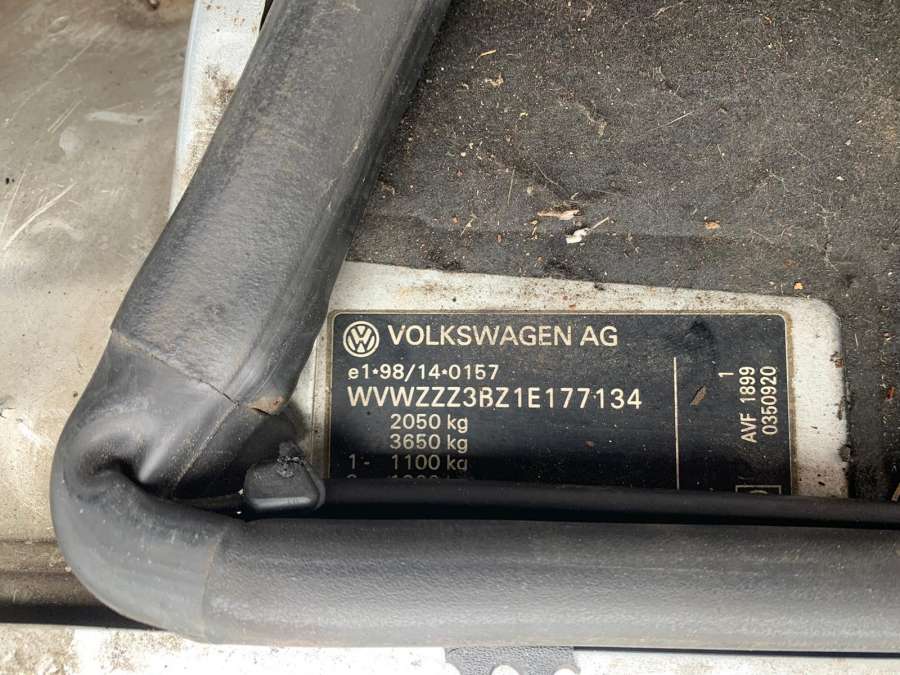 VOLKSWAGEN AG
e1*98/14*0157
WVWZZZ3BZ1E177134
2050 kg
3650 kg
1 - 1100 kg
1
AVF 1899
0350920